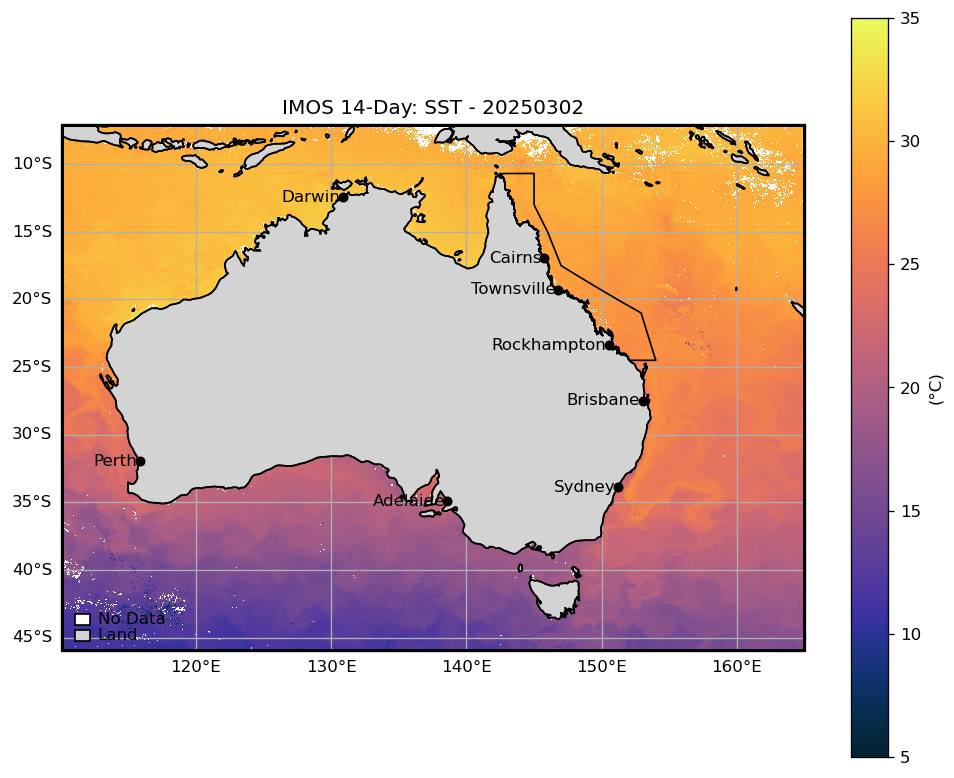 IMOS 14-Day: SST - 20250302
35
30
25
20
15
10
5
(°C)
10°S
15°S
20°S
25°S
30°S
35°S
40°S
45°S
Darwin
Cairns
Townsville
Rockhampton
Brisbane
Perth
Sydney
Adelaide
No Data
Land
120°E 130°E 140°E 150°E 160°E